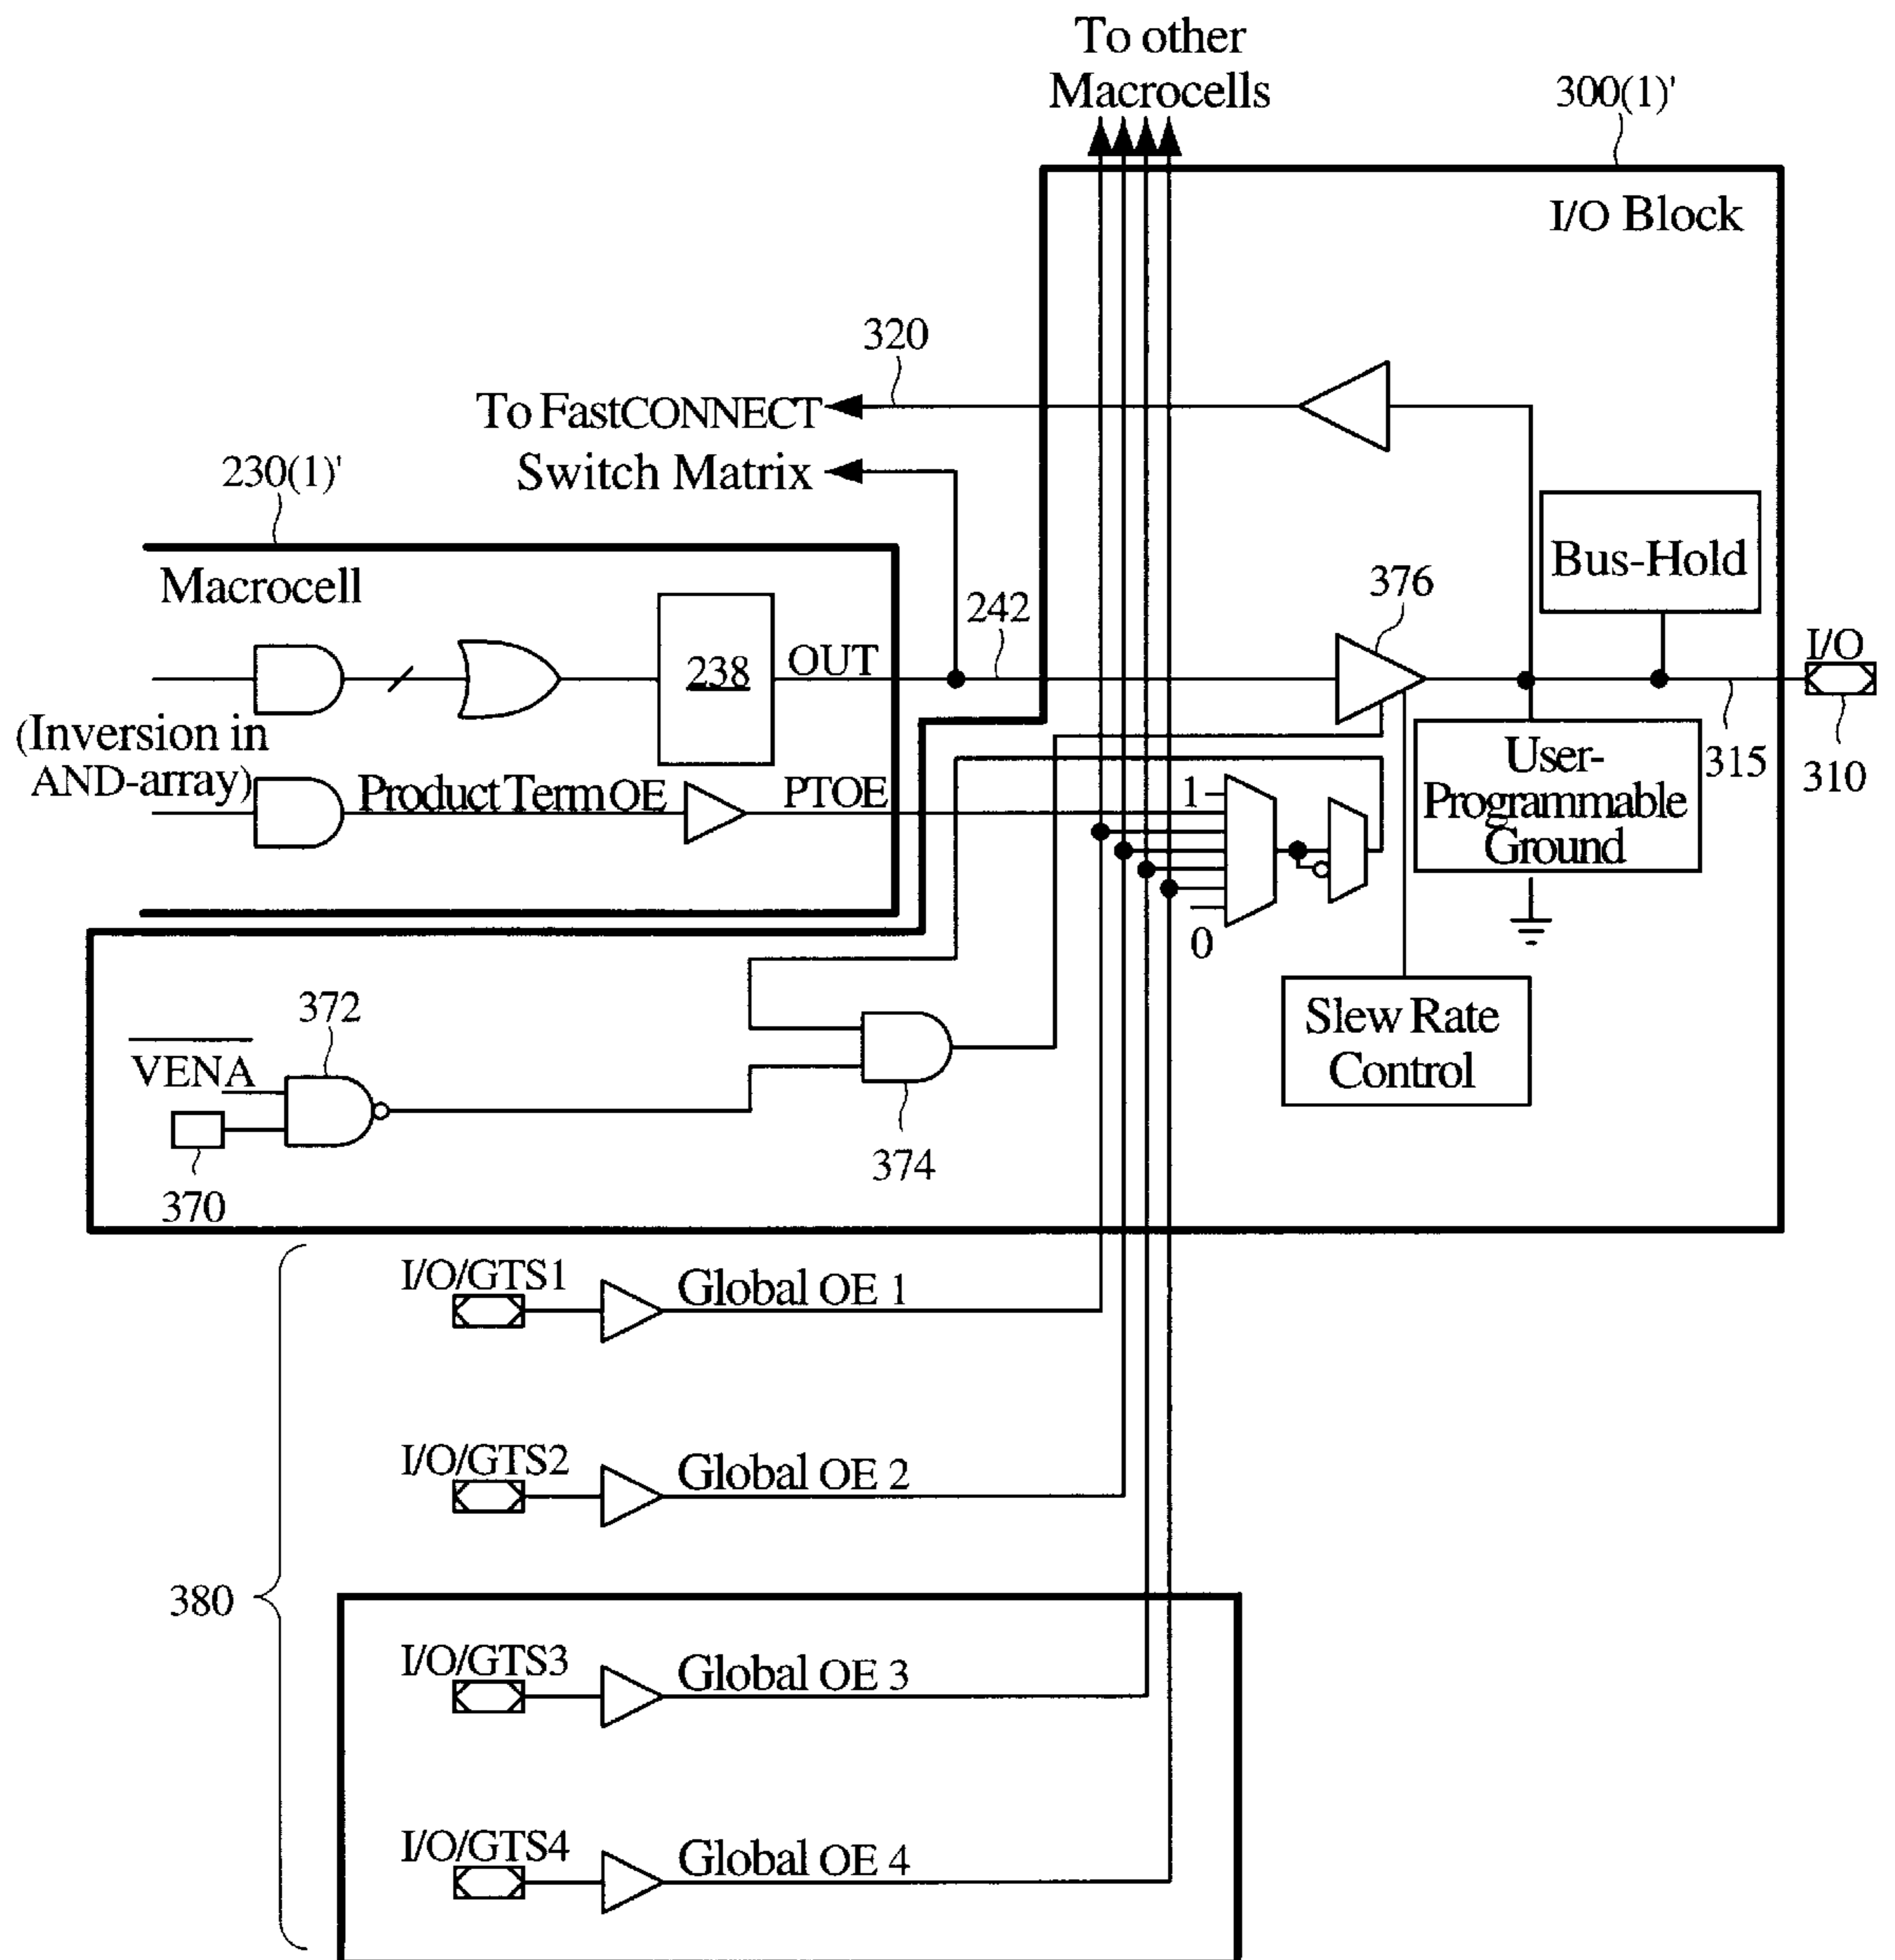 To other
Macrocells
300(1)'
I/O Block
320
To FastCONNECT
Switch Matrix
230(1)'
Macrocell
238
OUT
242
376
Bus-Hold
I/O
310
315
(Inversion in
AND-array)
Product Term OE
PTOE
1
0
User-
Programmable
Ground
Slew Rate
Control
372
VENA
370
374
380
I/O/GTS1
Global OE 1
I/O/GTS2
Global OE 2
I/O/GTS3
Global OE 3
I/O/GTS4
Global OE 4